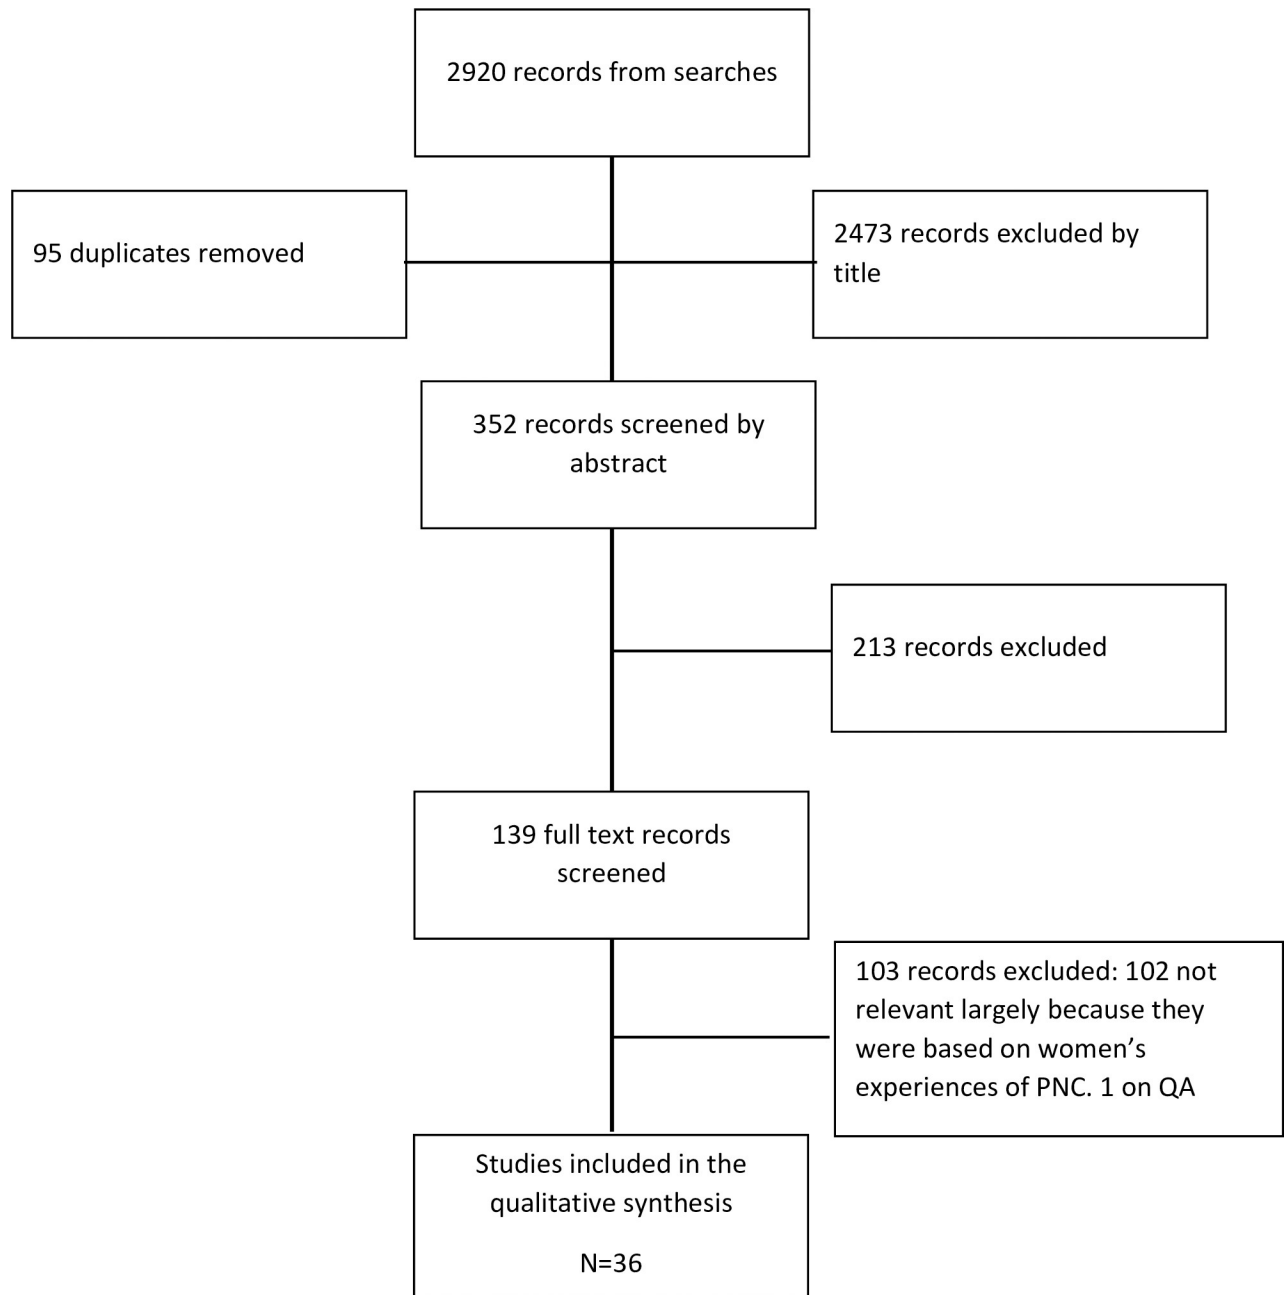 2920 records from searches
95 duplicates removed
2473 records excluded by
title
352 records screened by
abstract
213 records excluded
139 full text records
screened
103 records excluded: 102 not
relevant largely because they
were based on women’s
experiences of PNC. 1 on QA
Studies included in the
qualitative synthesis
N=36